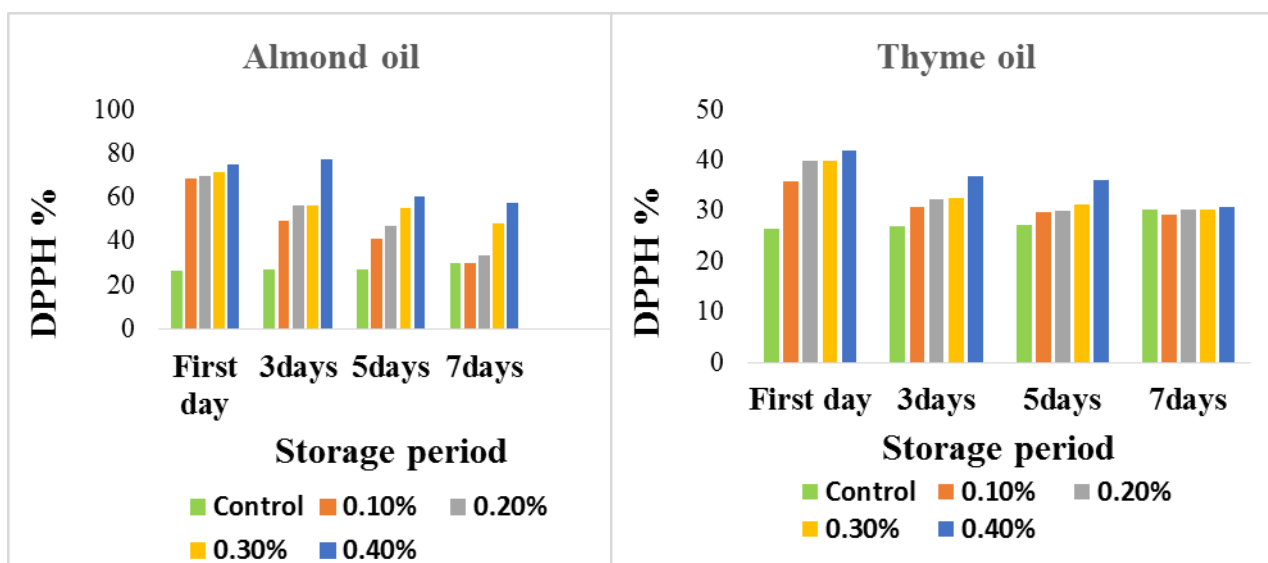 Almond oil
100
80
60
40
20
0
DPPH %
First day
3days
5days
7days
Storage period
Control 0.10% 0.20%
0.30% 0.40%
Thyme oil
50
40
30
20
10
0
DPPH %
First day
3days
5days
7days
Storage period
Control 0.10% 0.20%
0.30% 0.40%